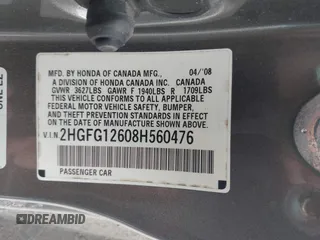 MFD. BY HONDA OF CANADA MFG., 04/'08
A DIVISION OF HONDA CANADA INC., CANADA
GVWR 3627LBS GAWR F 1940LBS R 1709LBS
THIS VEHICLE CONFORMS TO ALL APPLICABLE
FEDERAL MOTOR VEHICLE SAFETY, BUMPER,
AND THEFT PREVENTION STANDARDS IN EFFECT
ON THE DATE OF MANUFACTURE SHOWN ABOVE.
V.I.N. 2HGFG12608H560476
PASSENGER CAR
DREAMBID